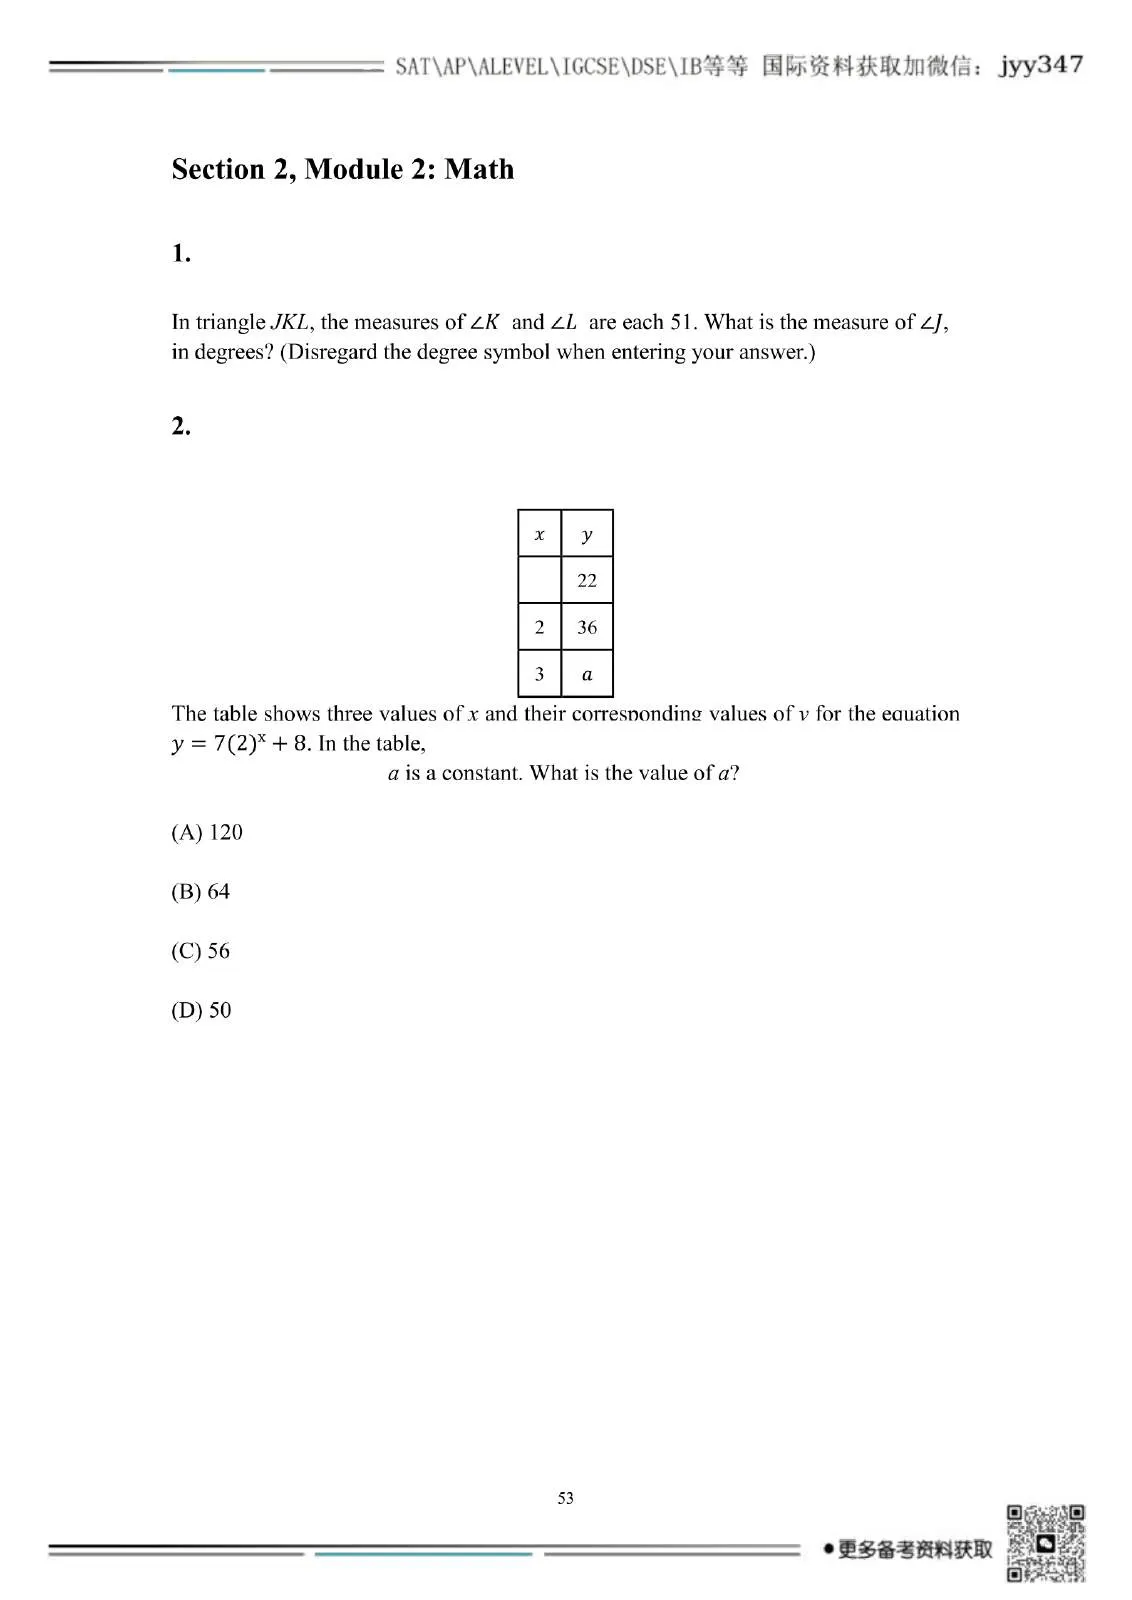 SAT\AP\ALEVEL\IGCSE\DSE\IB等等 国际资料获取加微信： jyy347
Section 2, Module 2: Math
1.
In triangle JKL, the measures of ∠K and ∠L are each 51. What is the measure of ∠J,
in degrees? (Disregard the degree symbol when entering your answer.)
2.
x y
22
2 36
3 a
The table shows three values of x and their corresponding values of y for the equation
y = 7(2)ˣ + 8. In the table,
a is a constant. What is the value of a?
(A) 120
(B) 64
(C) 56
(D) 50
53
●更多备考资料获取